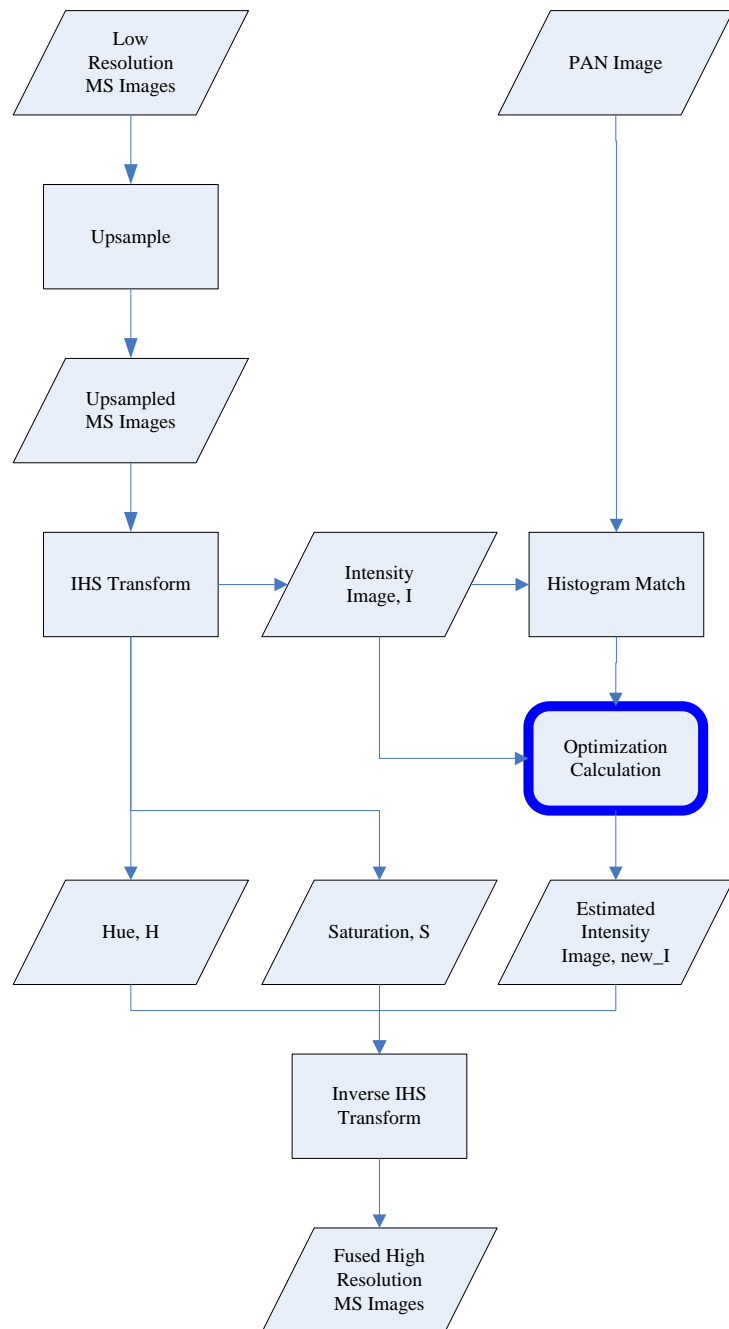 Low
Resolution
MS Images
PAN Image
Upsample
Upsampled
MS Images
IHS Transform
Intensity
Image, I
Histogram Match
Optimization
Calculation
Hue, H
Saturation, S
Estimated
Intensity
Image, new_I
Inverse IHS
Transform
Fused High
Resolution
MS Images